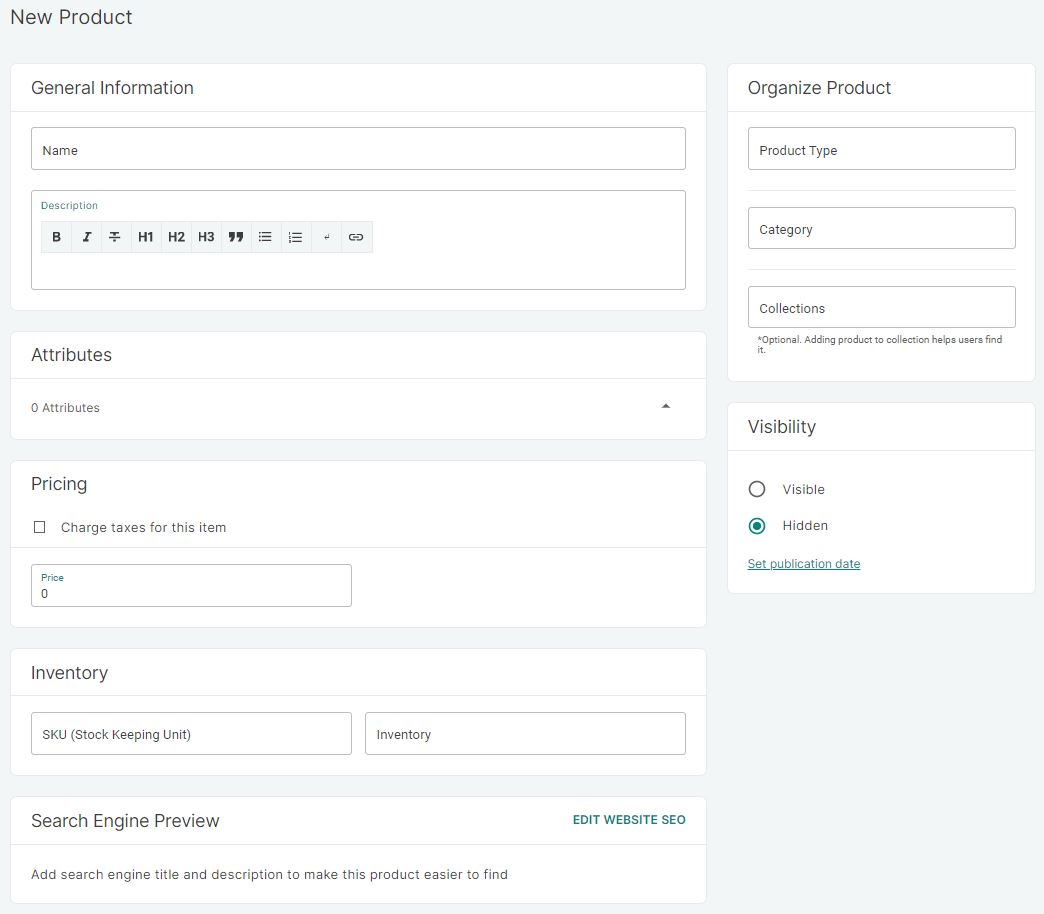 New Product
General Information
Name
Description
B I S H1 H2 H3
Attributes
0 Attributes
Pricing
Charge taxes for this item
Price
0
Inventory
SKU (Stock Keeping Unit)
Inventory
Search Engine Preview
EDIT WEBSITE SEO
Add search engine title and description to make this product easier to find
Organize Product
Product Type
Category
Collections
*Optional. Adding product to collection helps users find
it.
Visibility
Visible
Hidden
Set publication date